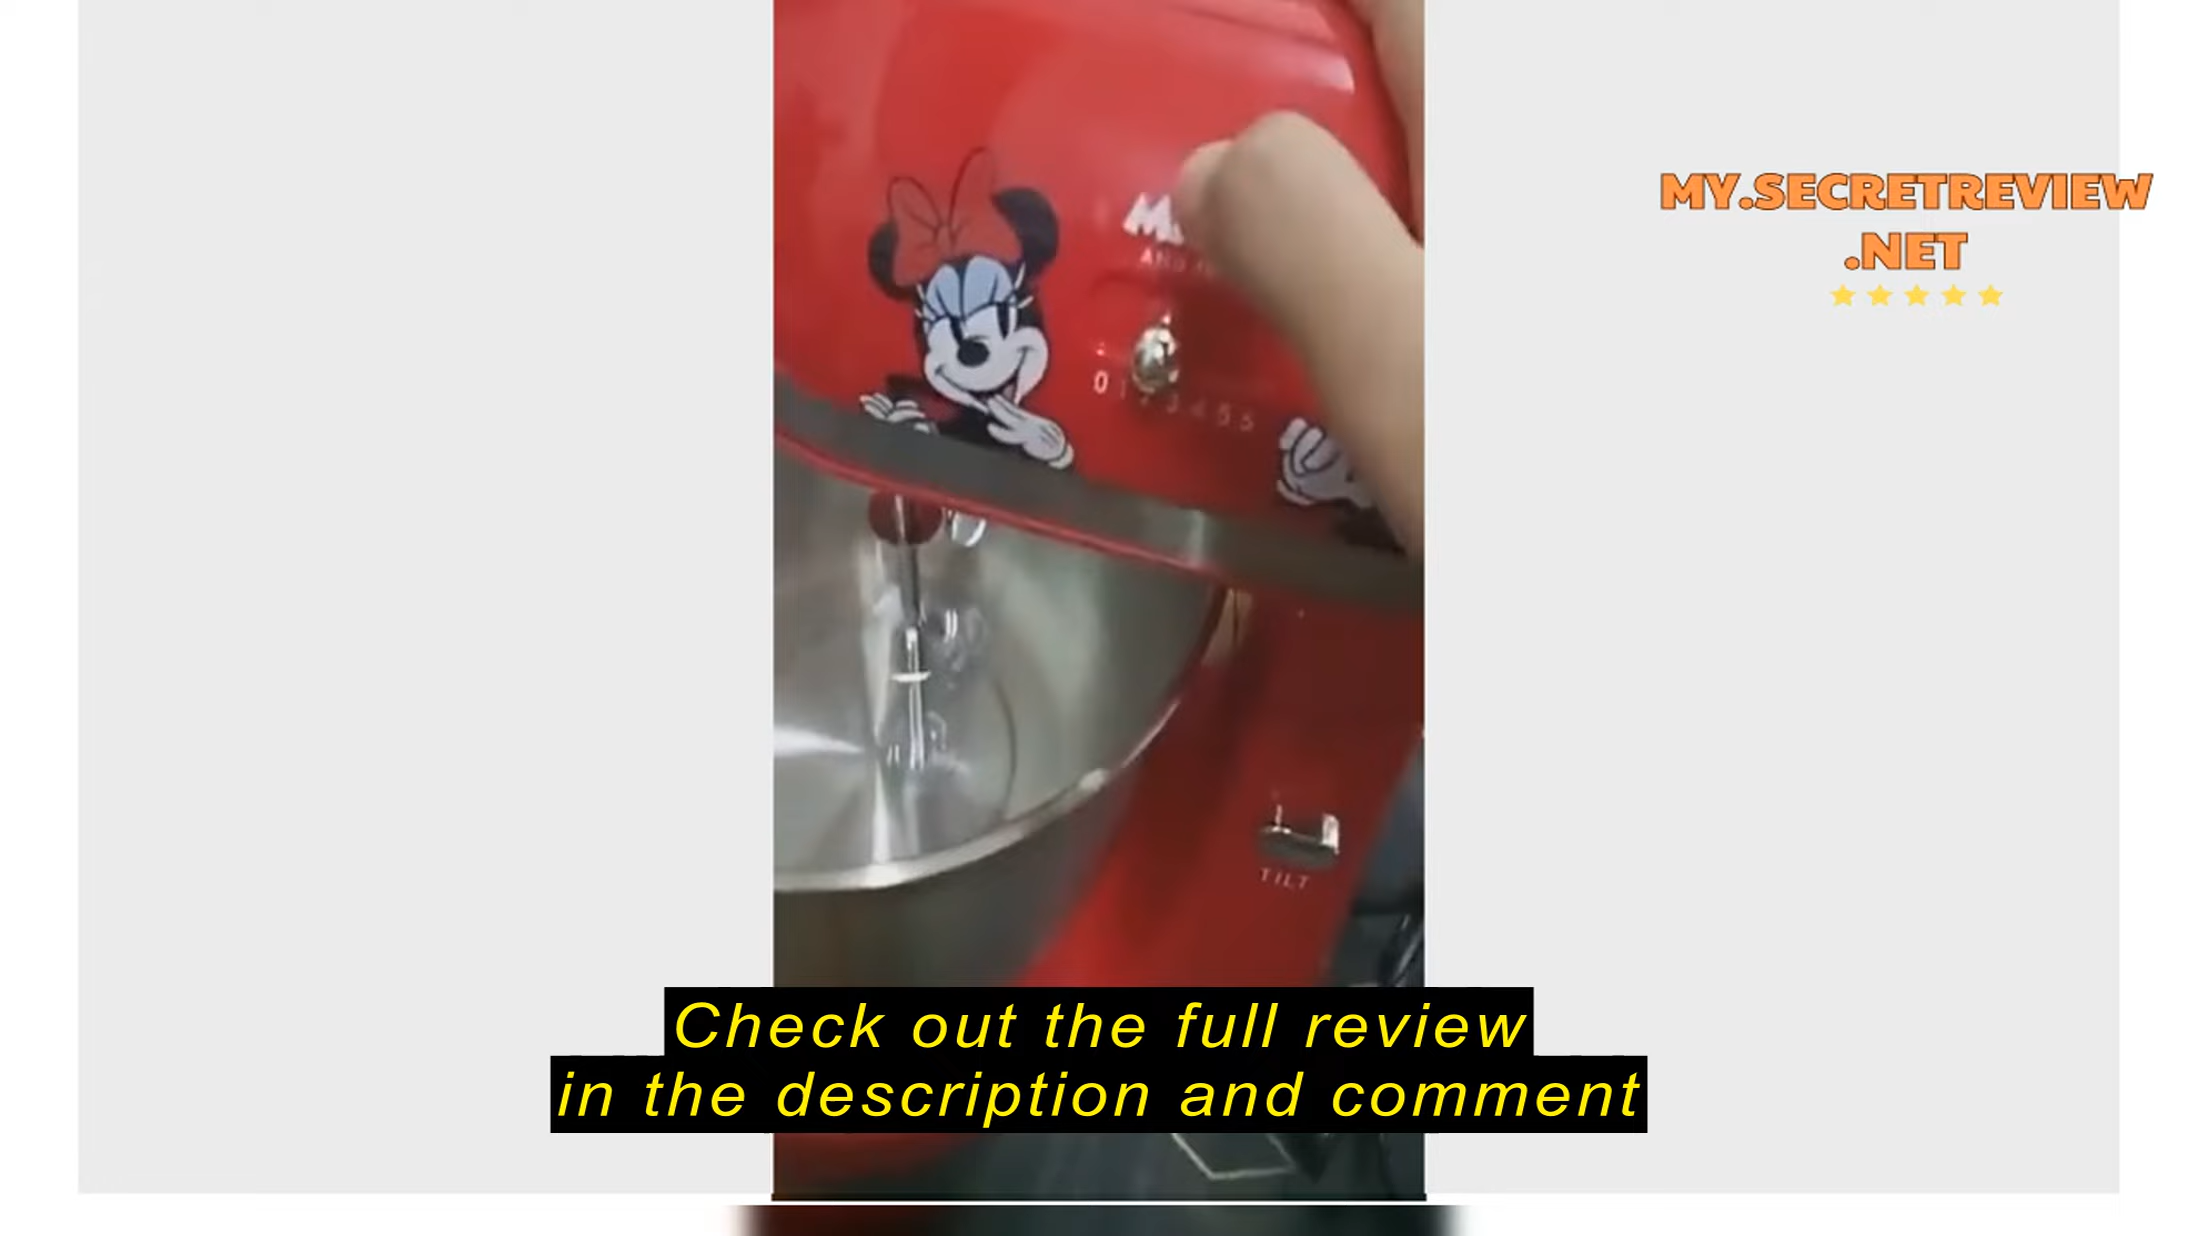 MY.SECRETREVIEW
.NET
TILT
Check out the full review
in the description and comment